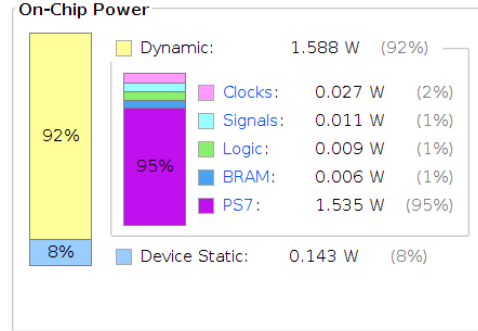 On-Chip Power
Dynamic: 1.588 W (92%)
Clocks: 0.027 W (2%)
Signals: 0.011 W (1%)
Logic: 0.009 W (1%)
BRAM: 0.006 W (1%)
PS7: 1.535 W (95%)
92%
95%
8%
Device Static: 0.143 W (8%)